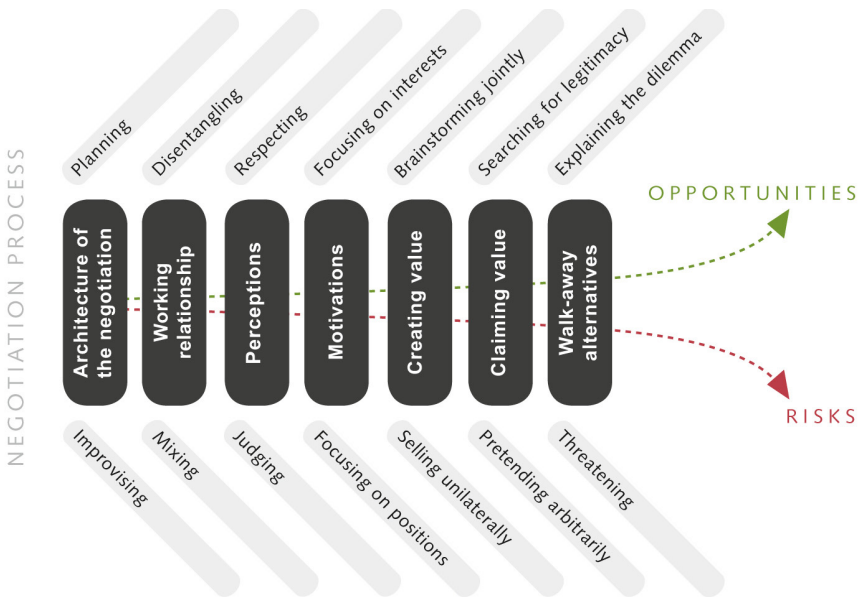 NEGOTIATION PROCESS
Planning
Disentangling
Respecting
Focusing on interests
Brainstorming jointly
Searching for legitimacy
Explaining the dilemma
OPPORTUNITIES
Architecture of
the negotiation
Working
relationship
Perceptions
Motivations
Creating value
Claiming value
Walk-away
alternatives
RISKS
Improvising
Mixing
Judging
Focusing on positions
Selling unilaterally
Pretending arbitrarily
Threatening